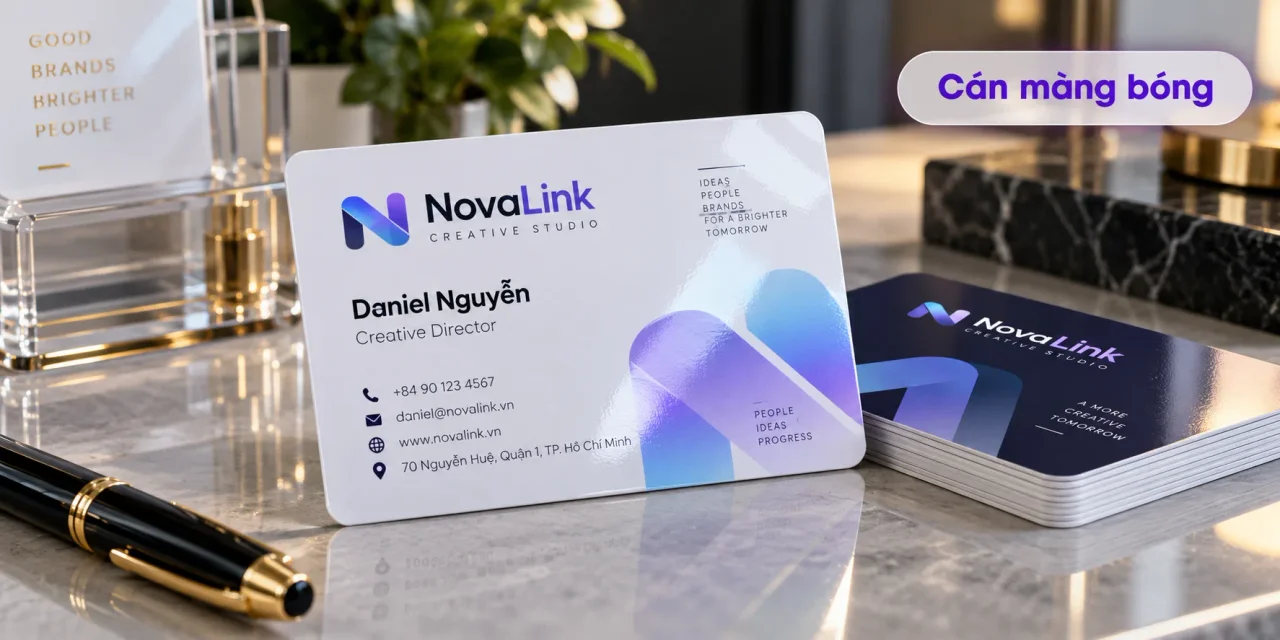 GOOD
BRANDS
BRIGHTER
PEOPLE
Cán màng bóng
NovaLink
CREATIVE STUDIO
IDEAS
PEOPLE
BRANDS
FOR A BRIGHTER
TOMORROW
Daniel Nguyễn
Creative Director
+84 90 123 4567
daniel@novalink.vn
www.novalink.vn
70 Nguyễn Huệ, Quận 1, TP. Hồ Chí Minh
PEOPLE
IDEAS
PROGRESS
NovaLink
CREATIVE STUDIO
A MORE
CREATIVE
TOMORROW